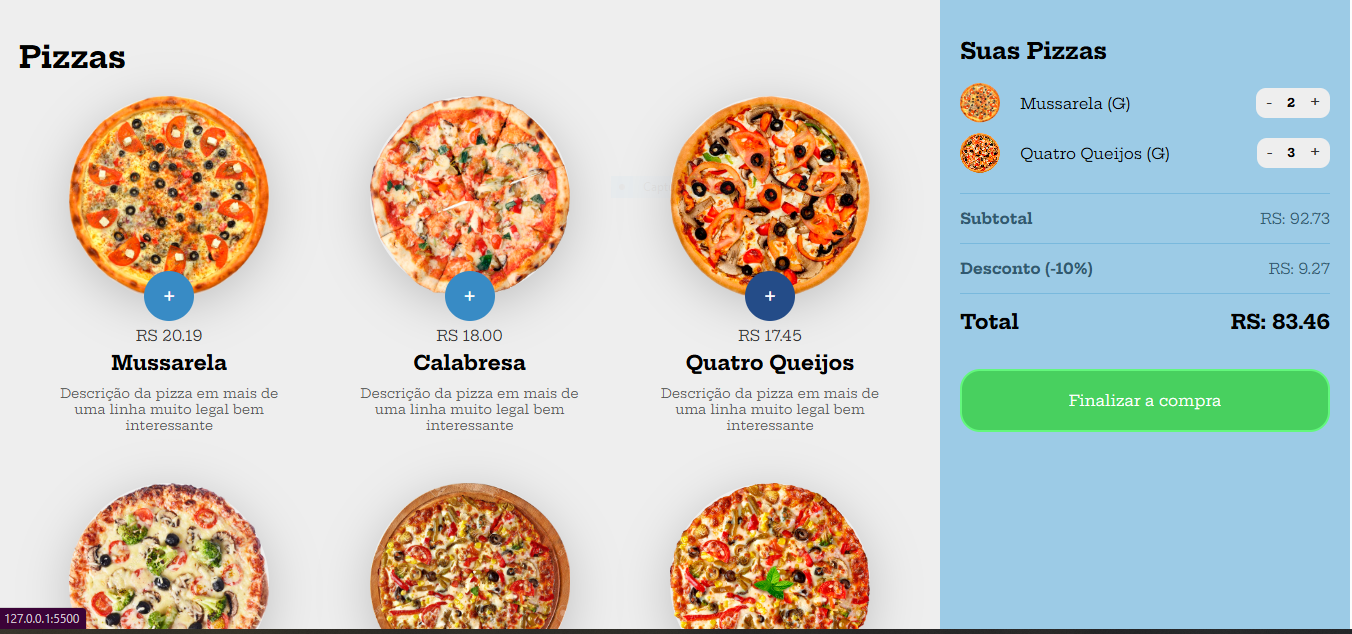 Pizzas
+
+
+
RS 20.19
RS 18.00
RS 17.45
Mussarela
Calabresa
Quatro Queijos
Descrição da pizza em mais de
uma linha muito legal bem
interessante
Descrição da pizza em mais de
uma linha muito legal bem
interessante
Descrição da pizza em mais de
uma linha muito legal bem
interessante
Suas Pizzas
Mussarela (G) - 2 +
Quatro Queijos (G) - 3 +
Subtotal RS: 92.73
Desconto (-10%) RS: 9.27
Total RS: 83.46
Finalizar a compra
127.0.0.1:5500